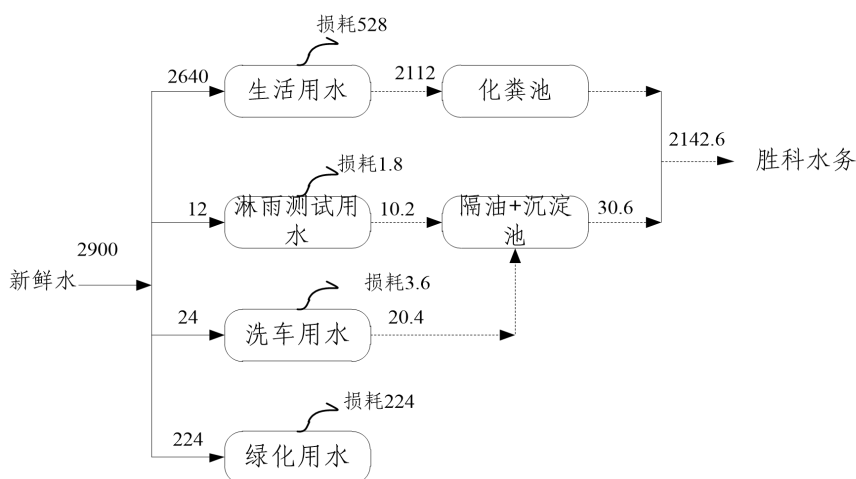 损耗528
2640
生活用水
2112
化粪池
2142.6
胜科水务
损耗1.8
12
淋雨测试用
水
10.2
隔油+沉淀
池
30.6
2900
新鲜水
损耗3.6
24
洗车用水
20.4
损耗224
224
绿化用水